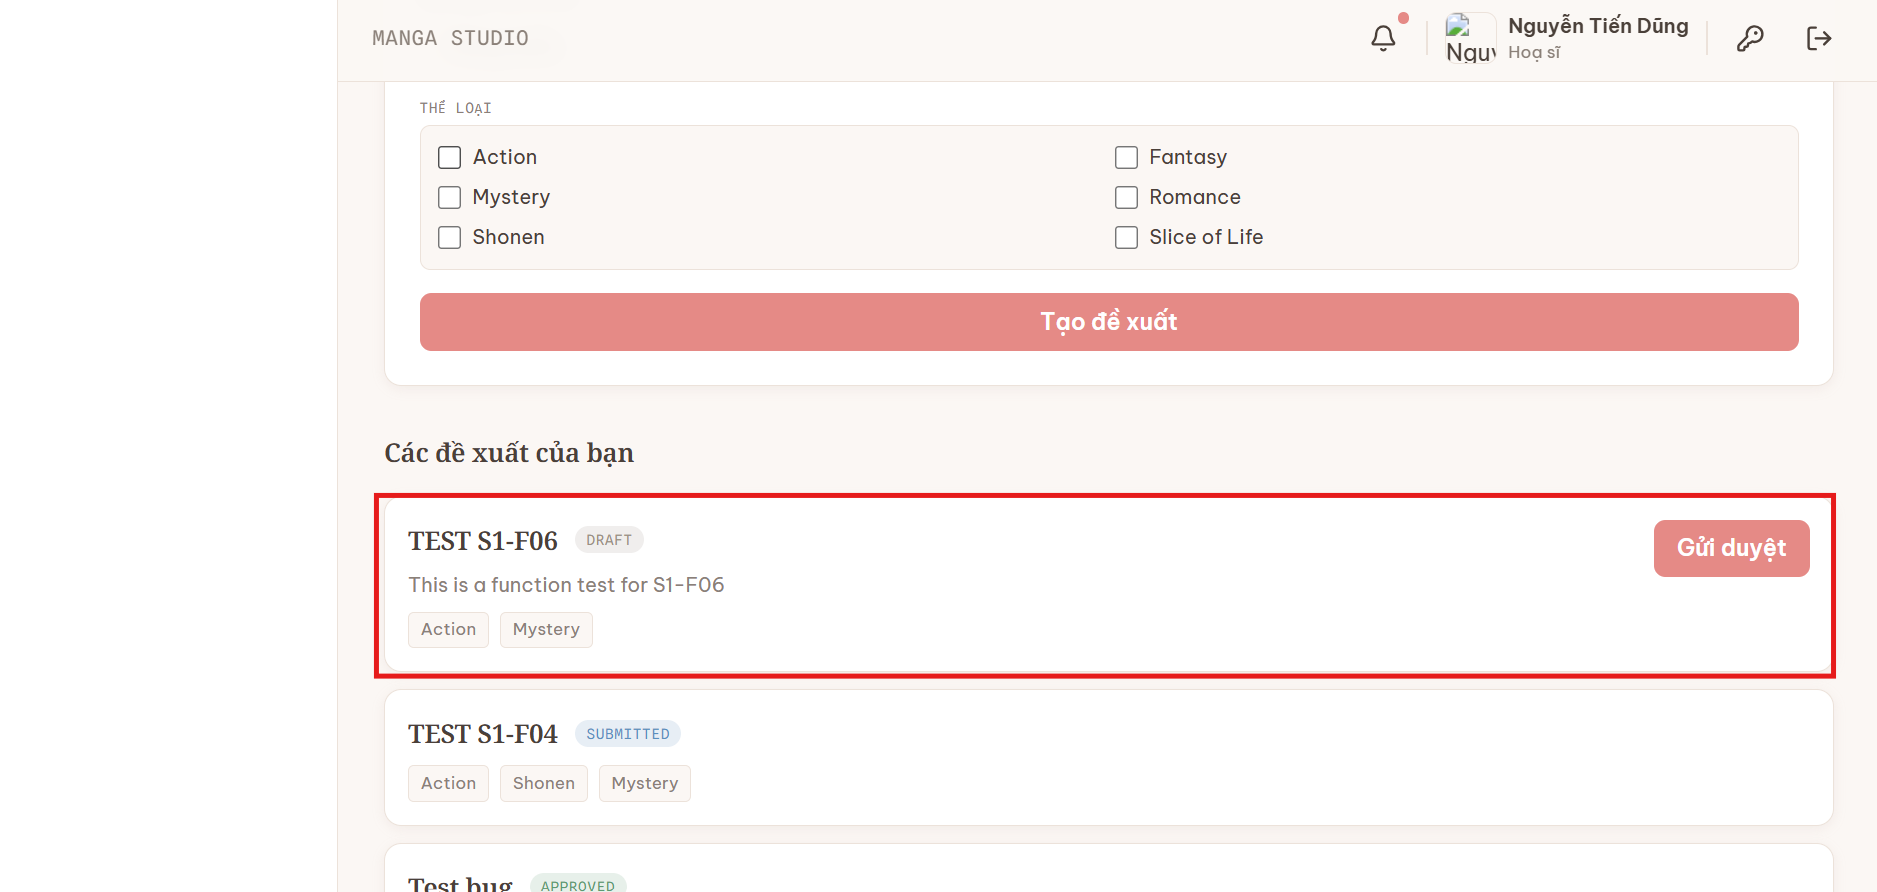 MANGA STUDIO
Nguyễn Tiến Dũng
Hoạ sĩ
THỂ LOẠI
Action
Fantasy
Mystery
Romance
Shonen
Slice of Life
Tạo đề xuất
Các đề xuất của bạn
TEST S1-F06 DRAFT
Gửi duyệt
This is a function test for S1-F06
Action Mystery
TEST S1-F04 SUBMITTED
Action Shonen Mystery
Test bug APPROVED